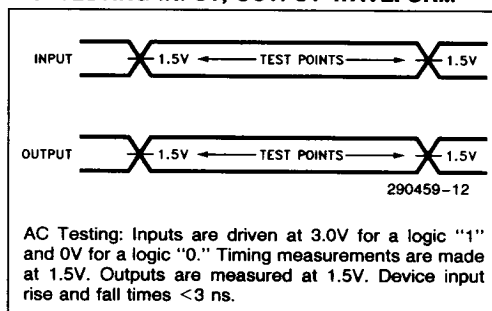 INPUT 1.5V TEST POINTS 1.5V
OUTPUT 1.5V TEST POINTS 1.5V
290459-12
AC Testing: Inputs are driven at 3.0V for a logic "1"
and 0V for a logic "0." Timing measurements are made
at 1.5V. Outputs are measured at 1.5V. Device input
rise and fall times <3 ns.